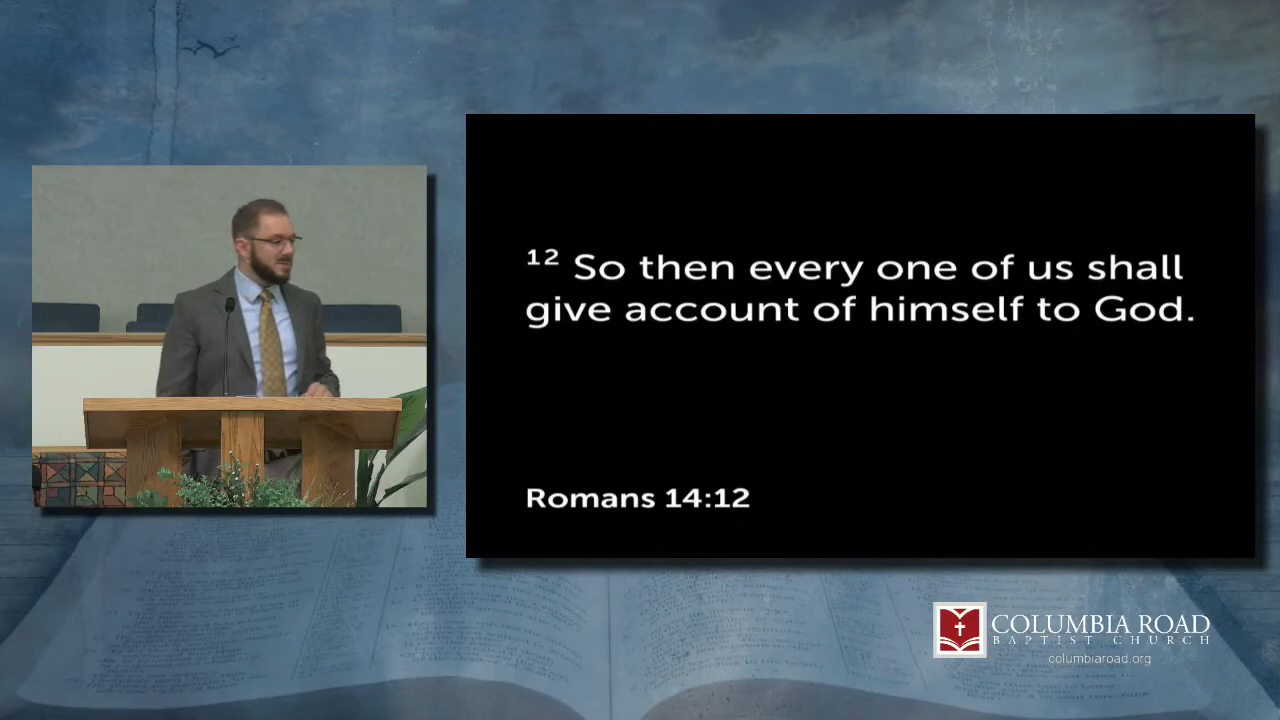 12 So then every one of us shall
give account of himself to God.
Romans 14:12
COLUMBIA ROAD
BAPTIST CHURCH
columbiaroad.org